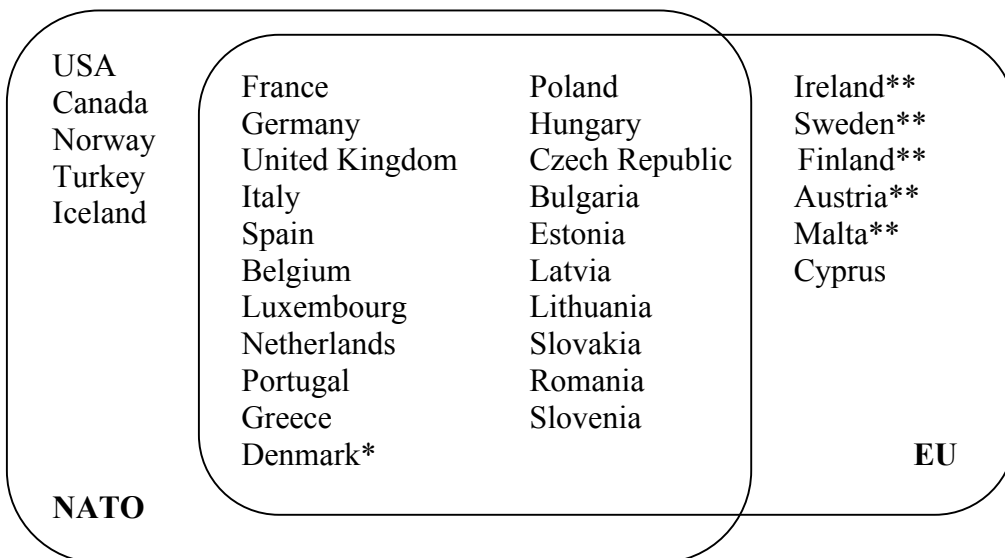 USA
Canada
Norway
Turkey
Iceland
NATO
France
Germany
United Kingdom
Italy
Spain
Belgium
Luxembourg
Netherlands
Portugal
Greece
Denmark*
Poland
Hungary
Czech Republic
Bulgaria
Estonia
Latvia
Lithuania
Slovakia
Romania
Slovenia
Ireland**
Sweden**
Finland**
Austria**
Malta**
Cyprus
EU